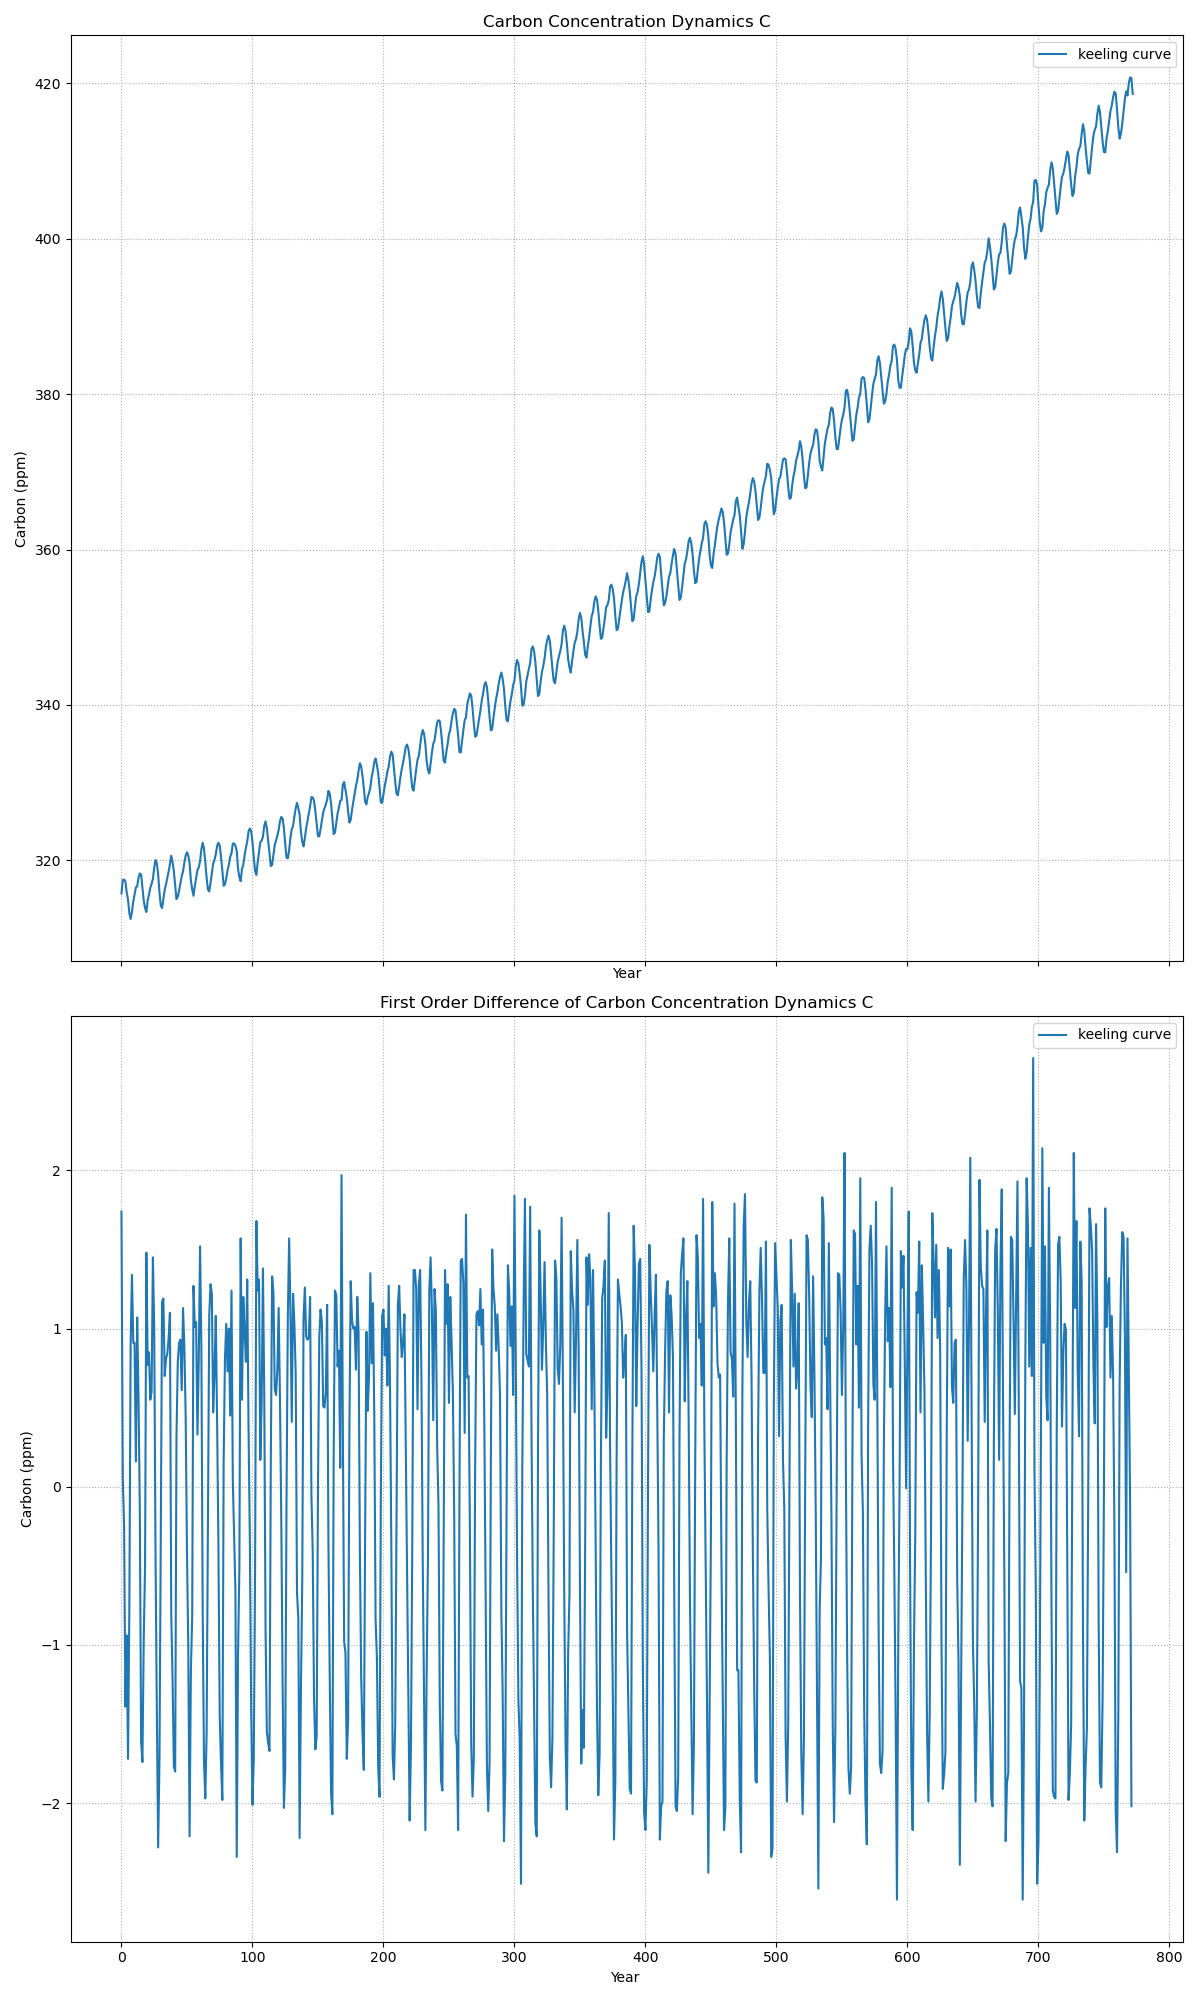 Carbon Concentration Dynamics C
keeling curve
420
400
380
360
340
320
Carbon (ppm)
Year
First Order Difference of Carbon Concentration Dynamics C
keeling curve
2
1
0
−1
−2
Carbon (ppm)
0 100 200 300 400 500 600 700 800
Year